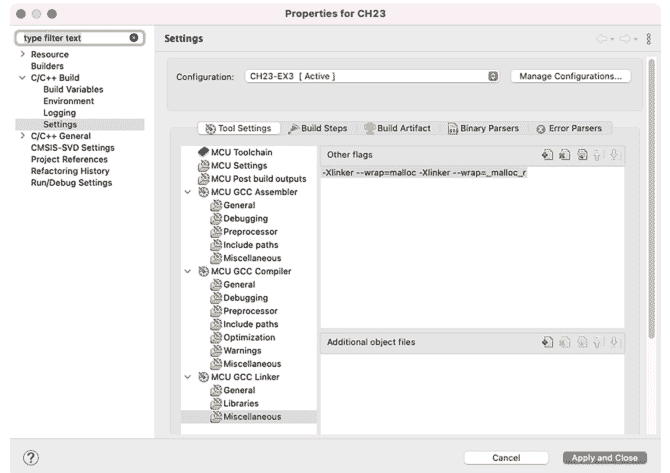 Properties for CH23
type filter text
Settings
Resource
Builders
C/C++ Build
Build Variables
Environment
Logging
Settings
C/C++ General
CMSIS-SVD Settings
Project References
Refactoring History
Run/Debug Settings
Configuration:
CH23-EX3 [ Active ]
Manage Configurations...
Tool Settings
Build Steps
Build Artifact
Binary Parsers
Error Parsers
MCU Toolchain
MCU Settings
MCU Post build outputs
MCU GCC Assembler
General
Debugging
Preprocessor
Include paths
Miscellaneous
MCU GCC Compiler
General
Debugging
Preprocessor
Include paths
Optimization
Warnings
Miscellaneous
MCU GCC Linker
General
Libraries
Miscellaneous
Other flags
-Xlinker --wrap=malloc -Xlinker --wrap=_malloc_r
Additional object files
?
Cancel
Apply and Close